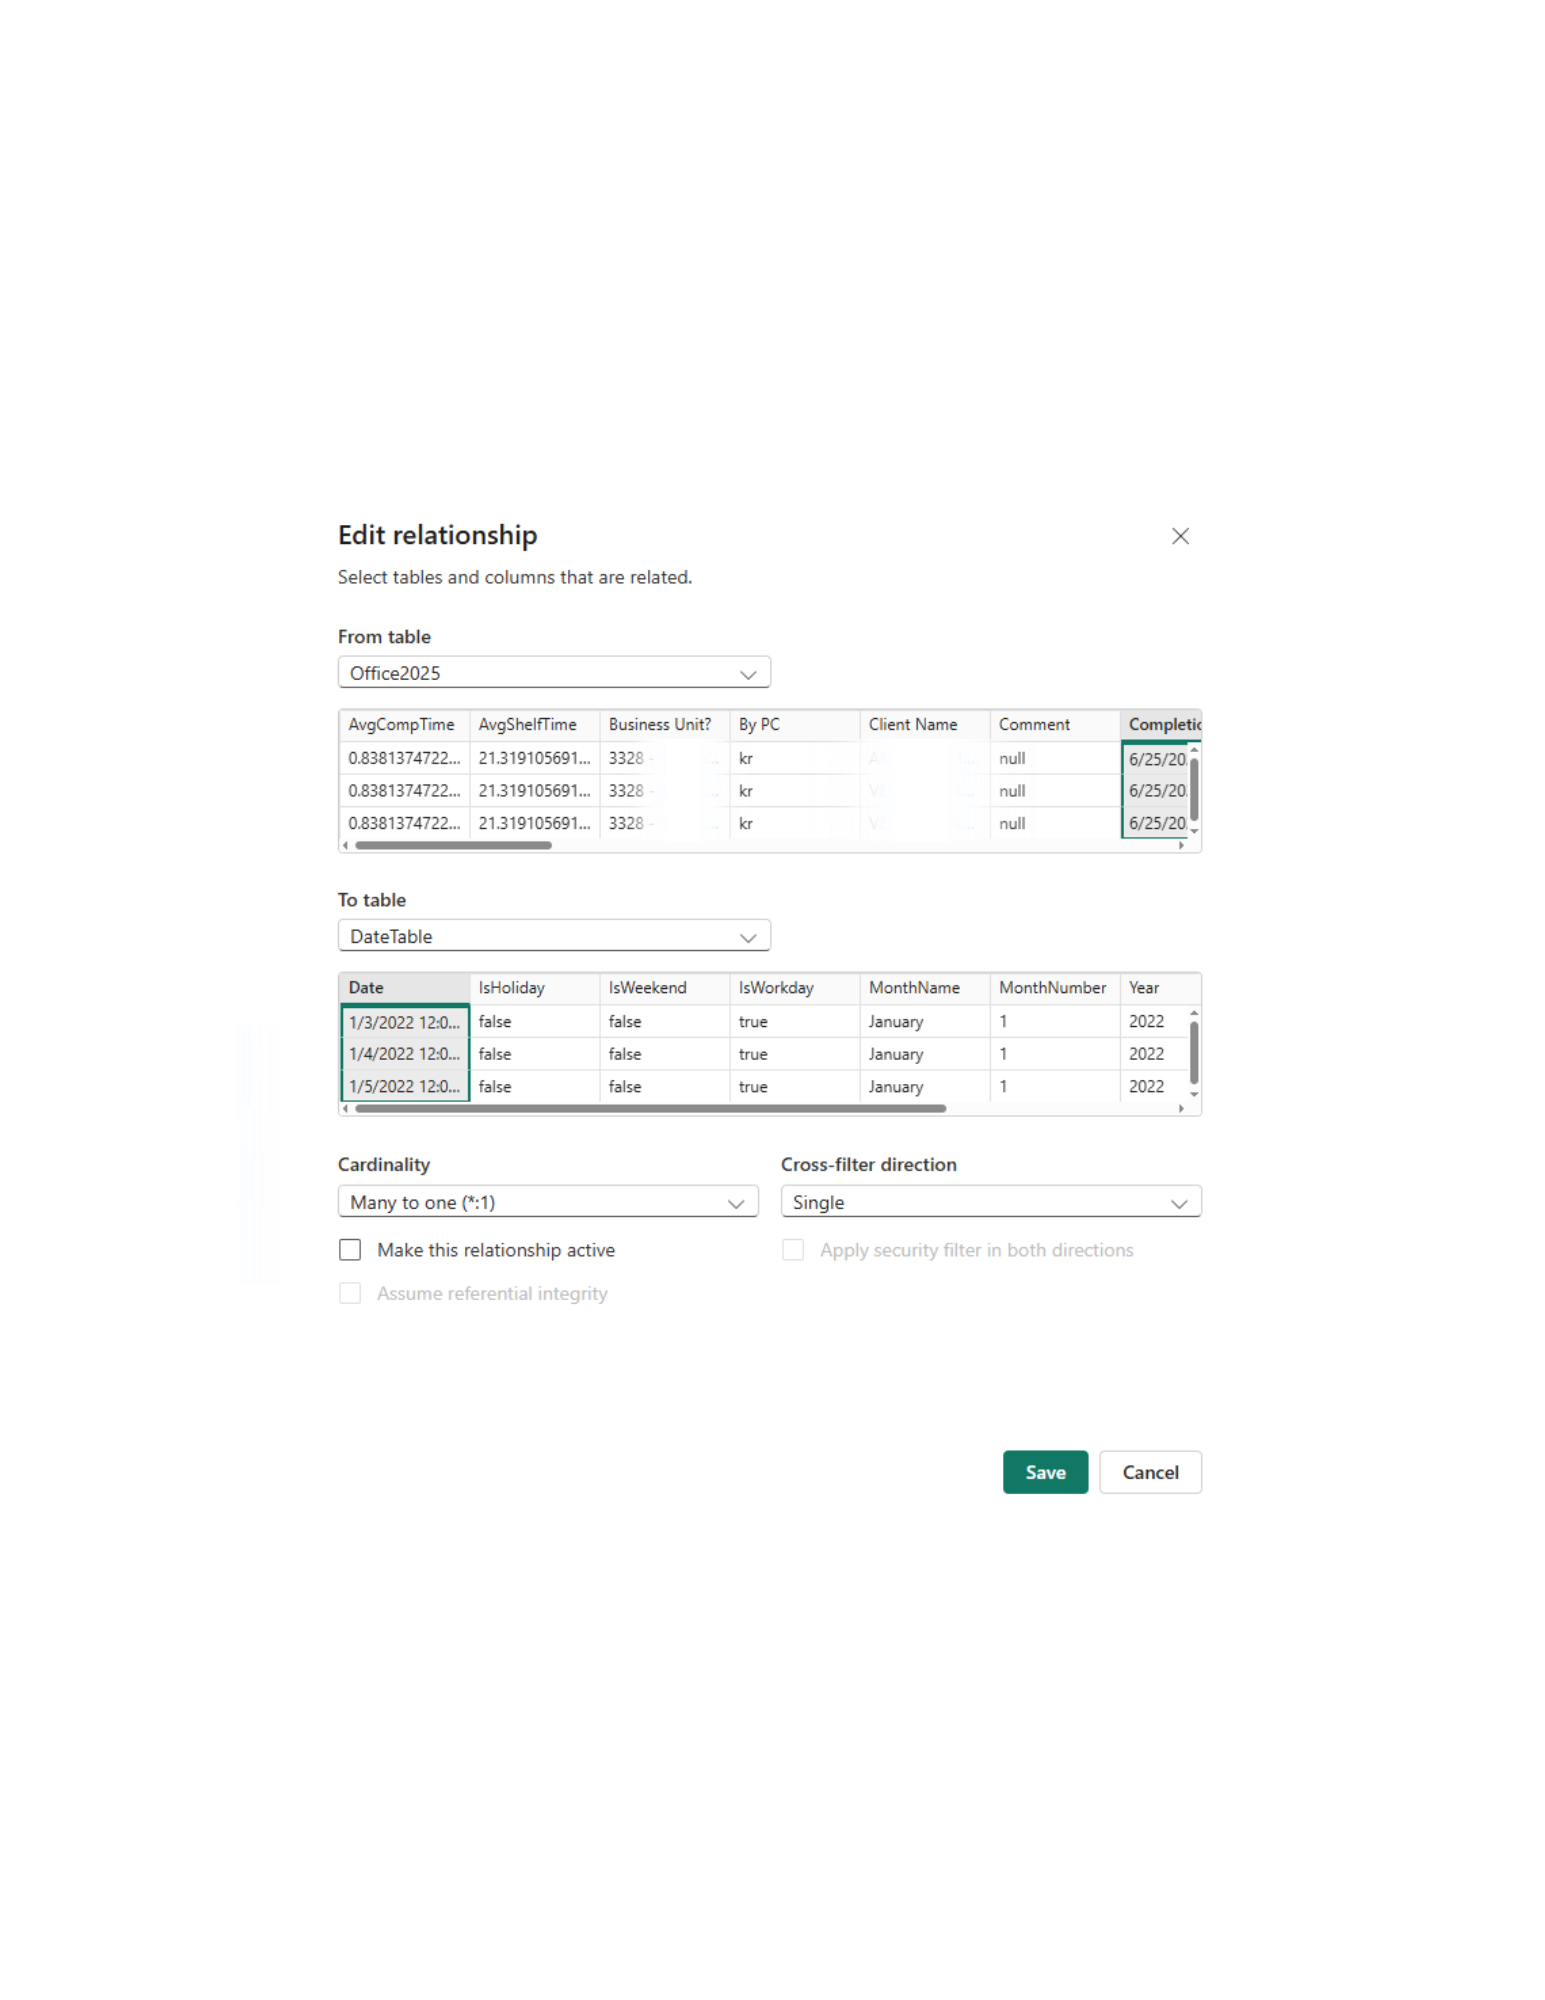 Edit relationship
Select tables and columns that are related.
From table
Office2025
AvgCompTime AvgShelfTime Business Unit? By PC Client Name Comment Completic
0.8381374722... 21.319105691... 3328 - ... kr null 6/25/20
0.8381374722... 21.319105691... 3328 - ... kr null 6/25/20
0.8381374722... 21.319105691... 3328 - ... kr null 6/25/20
To table
DateTable
Date IsHoliday IsWeekend IsWorkday MonthName MonthNumber Year
1/3/2022 12:0... false false true January 1 2022
1/4/2022 12:0... false false true January 1 2022
1/5/2022 12:0... false false true January 1 2022
Cardinality Cross-filter direction
Many to one (*:1) Single
Make this relationship active Apply security filter in both directions
Assume referential integrity
Save Cancel